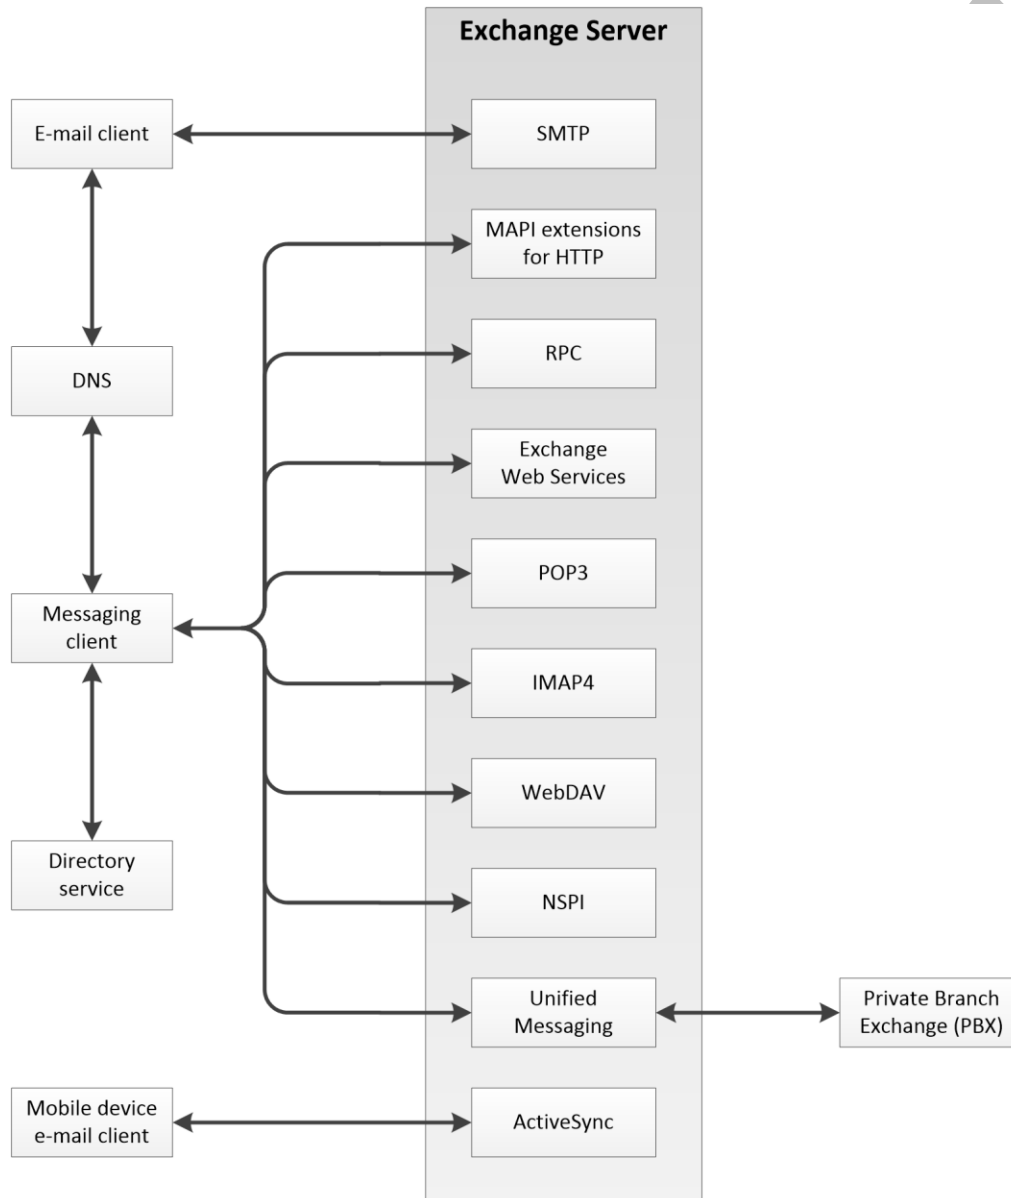 Exchange Server
E-mail client
SMTP
MAPI extensions
for HTTP
DNS
RPC
Exchange
Web Services
POP3
Messaging
client
IMAP4
WebDAV
Directory
service
NSPI
Unified
Messaging
Private Branch
Exchange (PBX)
Mobile device
e-mail client
ActiveSync